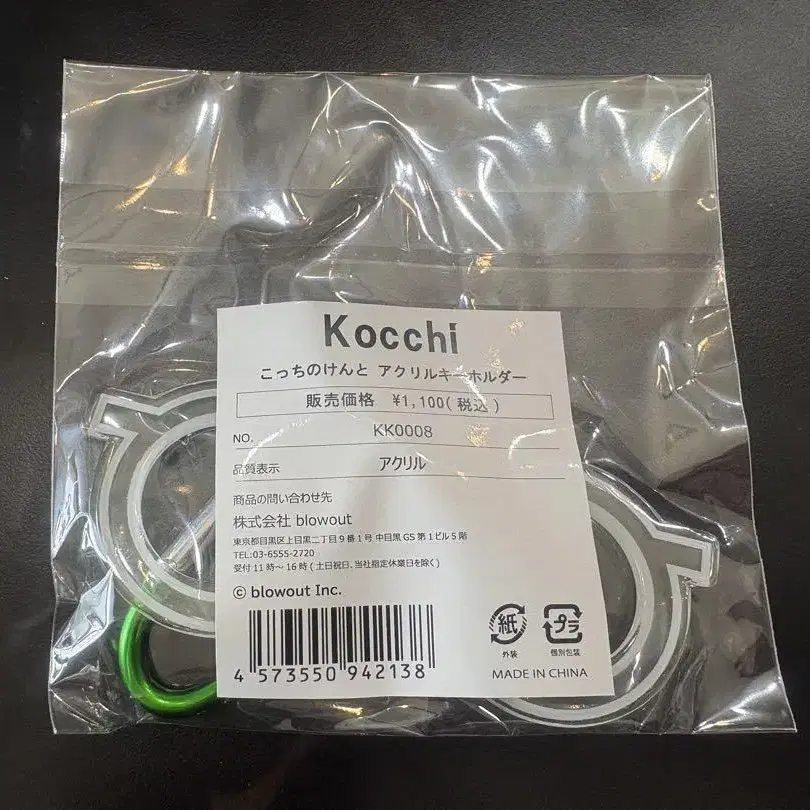 Kocchi
こっちのけんと アクリルキーホルダー
販売価格 ¥1,100(税込)
NO. KK0008
品質表示 アクリル
商品の問い合わせ先
株式会社 blowout
東京都目黒区上目黒二丁目9番1号 中目黒GS第1ビル5階
TEL:03-6555-2720
受付11時〜16時(土日祝日、当社指定休業日を除く)
© blowout Inc.
4 573550 942138
紙 プラ
外装 個別包装
MADE IN CHINA